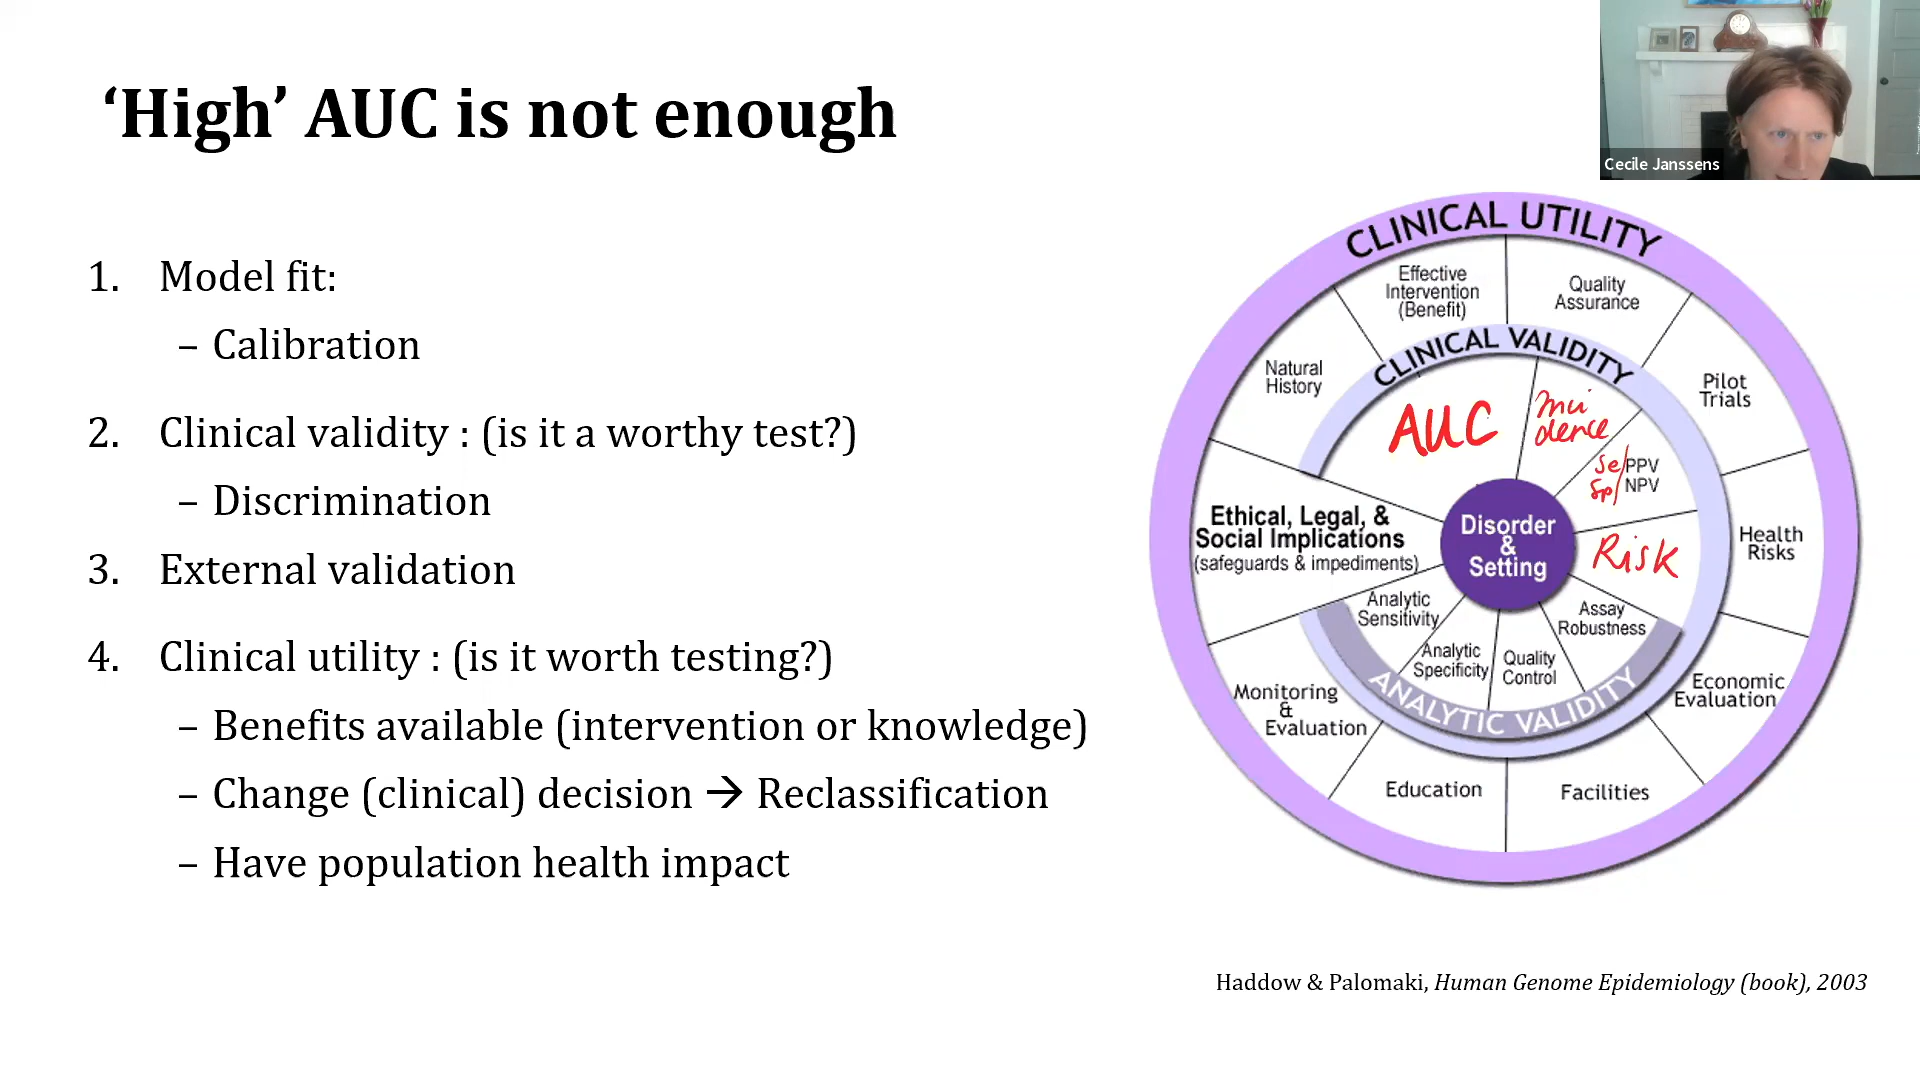 ‘High’ AUC is not enough
1. Model fit:
– Calibration
2. Clinical validity : (is it a worthy test?)
– Discrimination
3. External validation
4. Clinical utility : (is it worth testing?)
– Benefits available (intervention or knowledge)
– Change (clinical) decision → Reclassification
– Have population health impact
Cecile Janssens
CLINICAL UTILITY
Effective
Intervention
(Benefit)
Quality
Assurance
Natural
History
Pilot
Trials
CLINICAL VALIDITY
AUC
dence
Se/PPV
Sp/NPV
Risk
Health
Risks
Ethical, Legal, &
Social Implications
(safeguards & impediments)
Disorder
&
Setting
Analytic
Sensitivity
Analytic
Specificity
Quality
Control
Assay
Robustness
ANALYTIC VALIDITY
Monitoring
&
Evaluation
Economic
Evaluation
Education
Facilities
Haddow & Palomaki, Human Genome Epidemiology (book), 2003